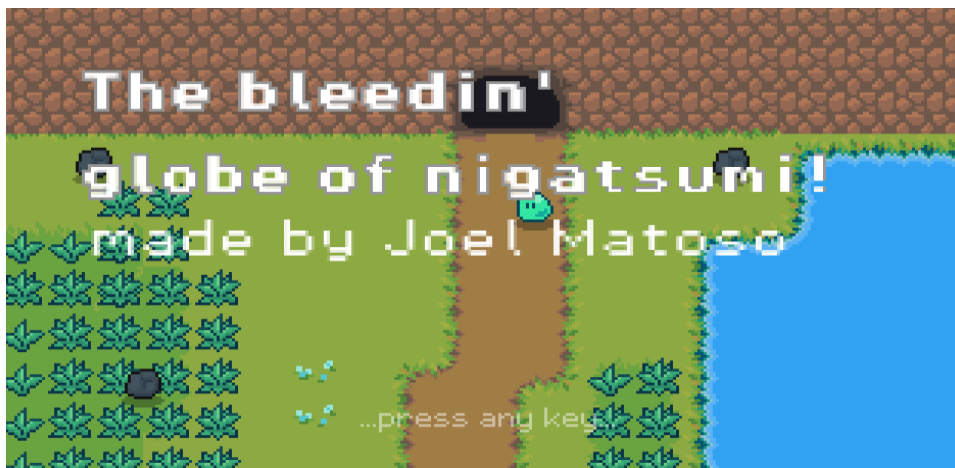 The bleedin'
globe of nigatsumi!
made by Joel Matoso
...press any key...